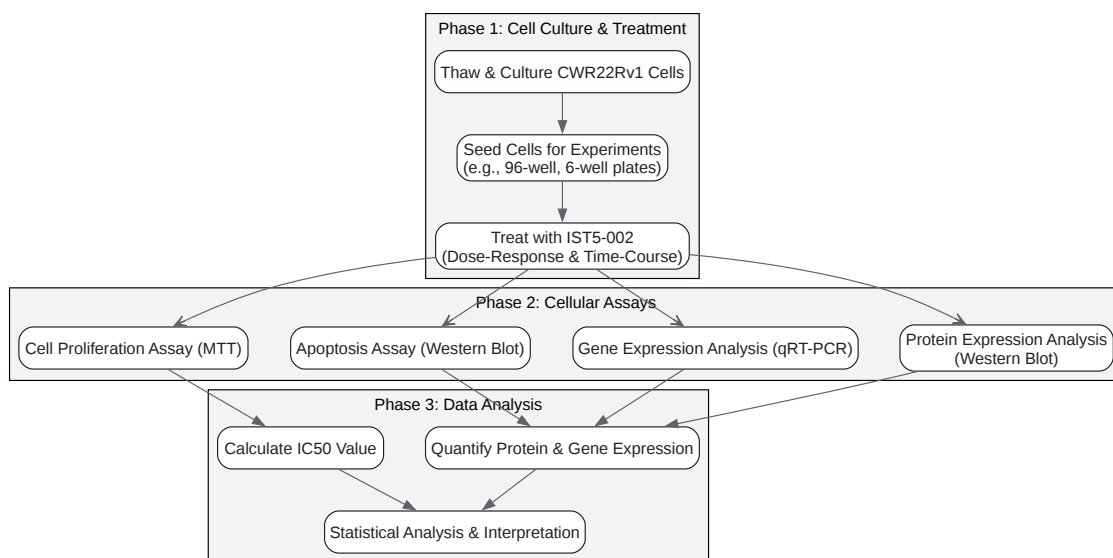 Phase 1: Cell Culture & Treatment
Thaw & Culture CWR22Rv1 Cells
Seed Cells for Experiments
(e.g., 96-well, 6-well plates)
Treat with IST5-002
(Dose-Response & Time-Course)
Phase 2: Cellular Assays
Cell Proliferation Assay (MTT)
Apoptosis Assay (Western Blot)
Gene Expression Analysis (qRT-PCR)
Protein Expression Analysis
(Western Blot)
Phase 3: Data Analysis
Calculate IC50 Value
Quantify Protein & Gene Expression
Statistical Analysis & Interpretation